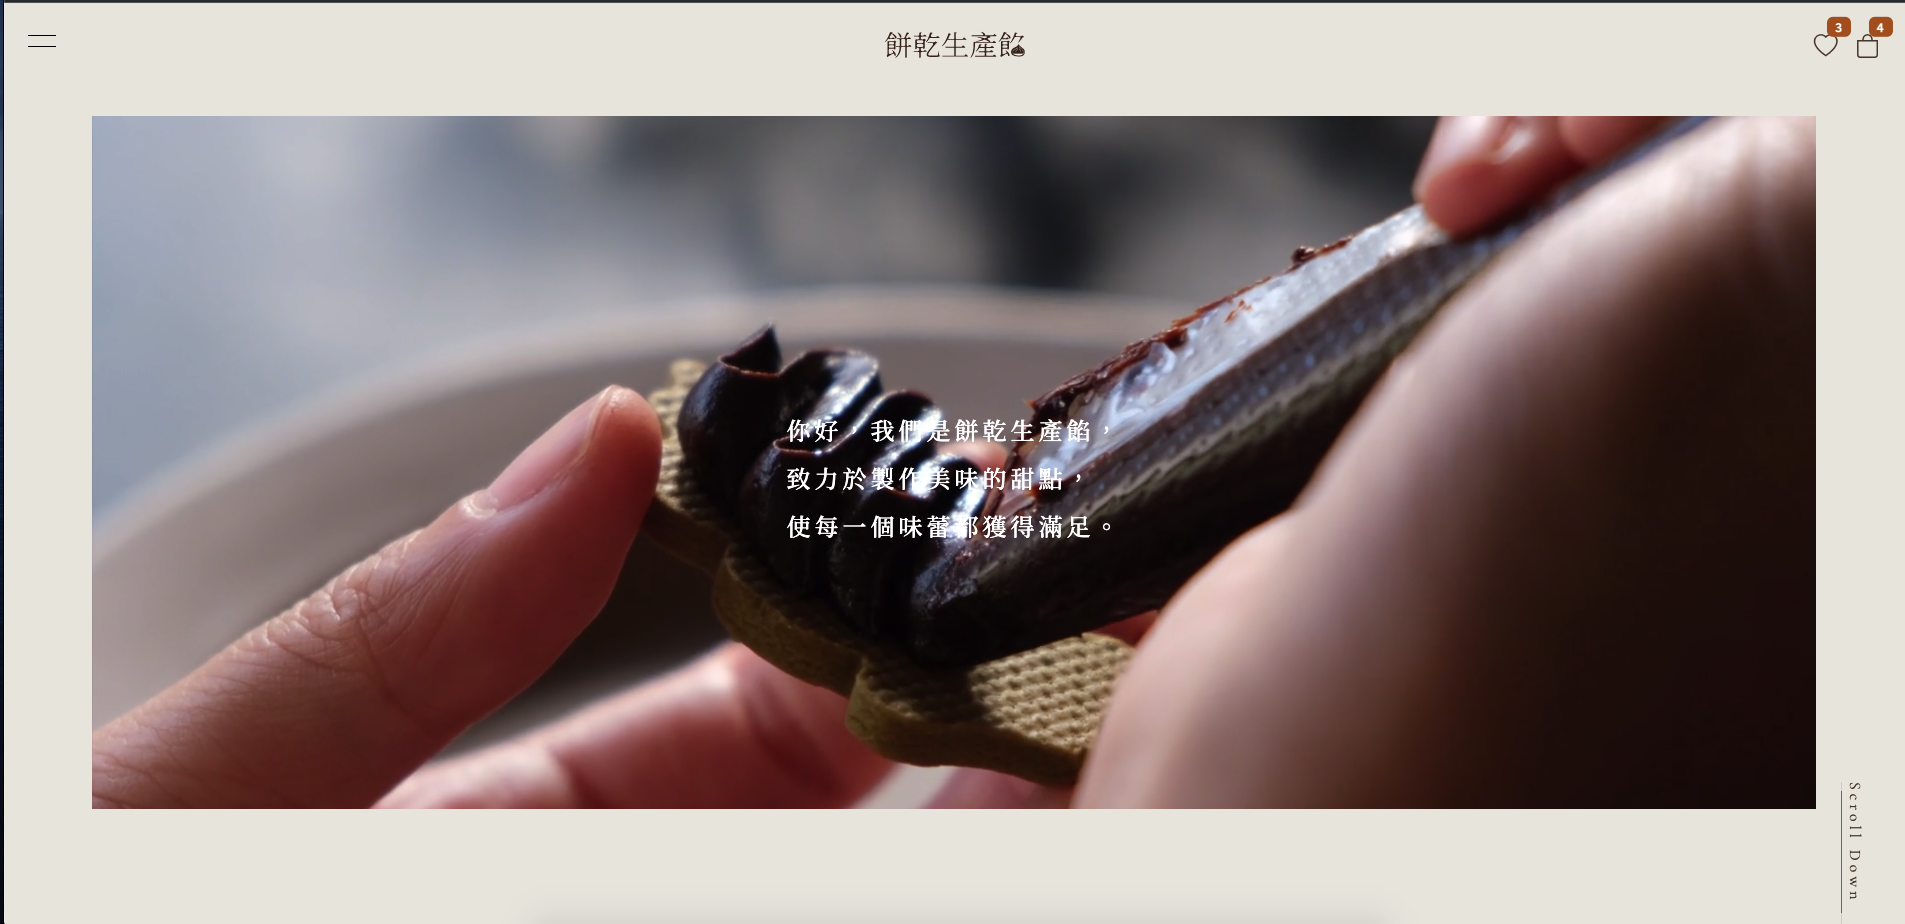 餅乾生產餡
3
4
你好，我們是餅乾生產餡，
致力於製作美味的甜點，
使每一個味蕾都獲得滿足。
Scroll Down